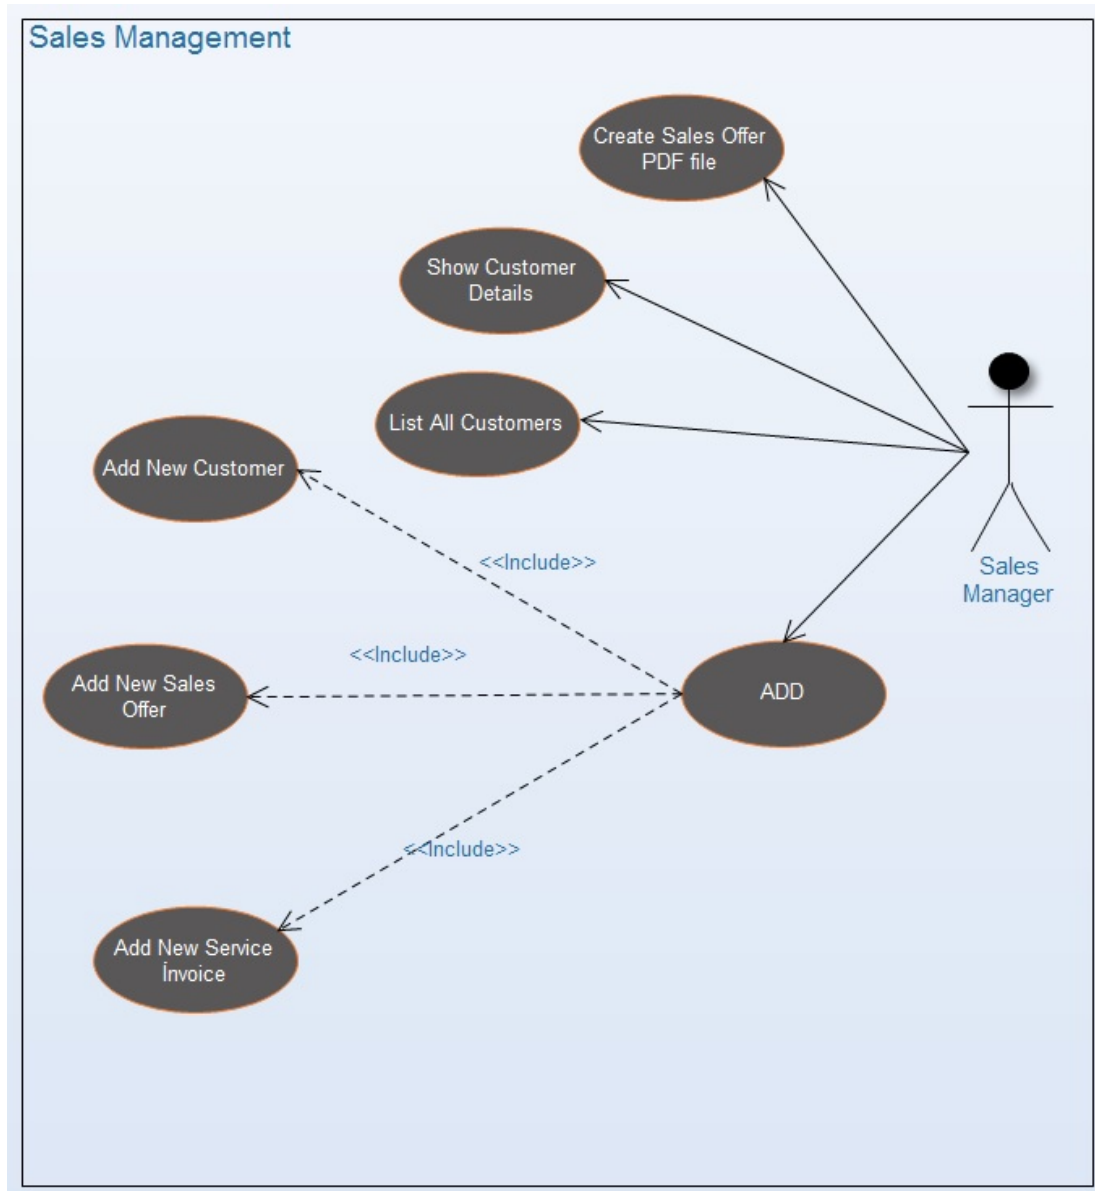 Sales Management
Create Sales Offer
PDF file
Show Customer
Details
List All Customers
Add New Customer
<<Include>>
Sales
Manager
<<Include>>
Add New Sales
Offer
ADD
<<Include>>
Add New Service
İnvoice